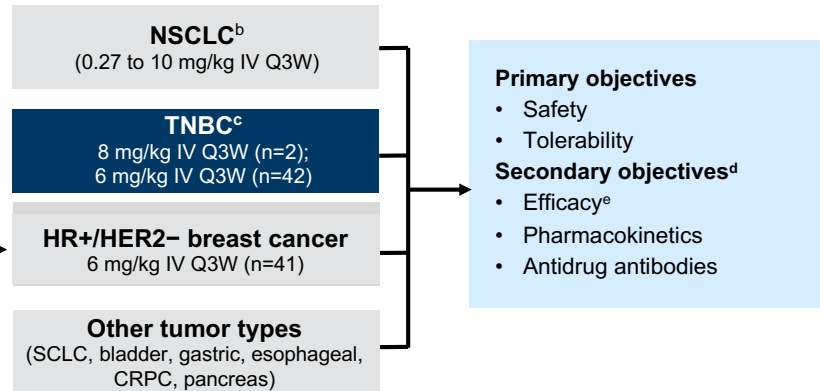 NSCLCᵇ
(0.27 to 10 mg/kg IV Q3W)
TNBCᶜ
8 mg/kg IV Q3W (n=2);
6 mg/kg IV Q3W (n=42)
HR+/HER2− breast cancer
6 mg/kg IV Q3W (n=41)
Other tumor types
(SCLC, bladder, gastric, esophageal,
CRPC, pancreas)
Primary objectives
• Safety
• Tolerability
Secondary objectivesᵈ
• Efficacyᵉ
• Pharmacokinetics
• Antidrug antibodies